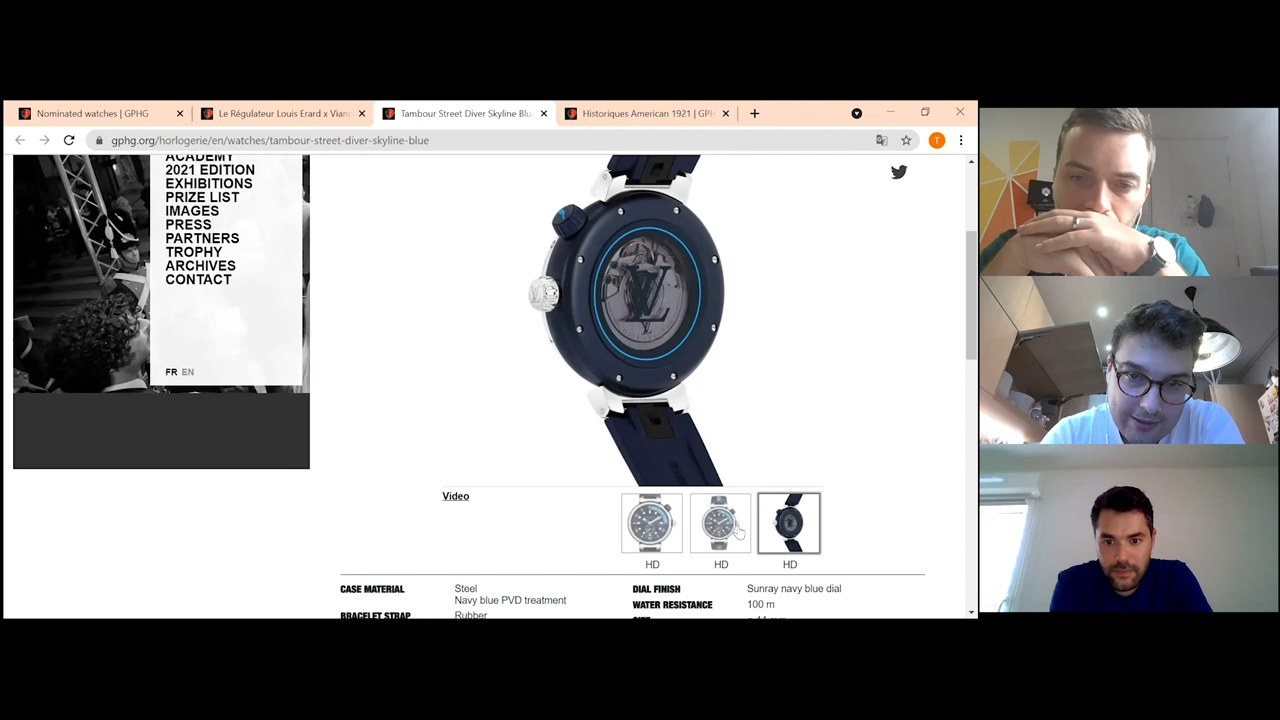 Nominated watches | GPHG
Le Régulateur Louis Erard x Vian
Tambour Street Diver Skyline Blu
Historiques American 1921 | GPH
gphg.org/horlogerie/en/watches/tambour-street-diver-skyline-blue
T
ACADEMY
2021 EDITION
EXHIBITIONS
PRIZE LIST
IMAGES
PRESS
PARTNERS
TROPHY
ARCHIVES
CONTACT
FR EN
LV
Video
HD
HD
HD
CASE MATERIAL
Steel
Navy blue PVD treatment
BRACELET STRAP
Rubber
DIAL FINISH
Sunray navy blue dial
WATER RESISTANCE
100 m